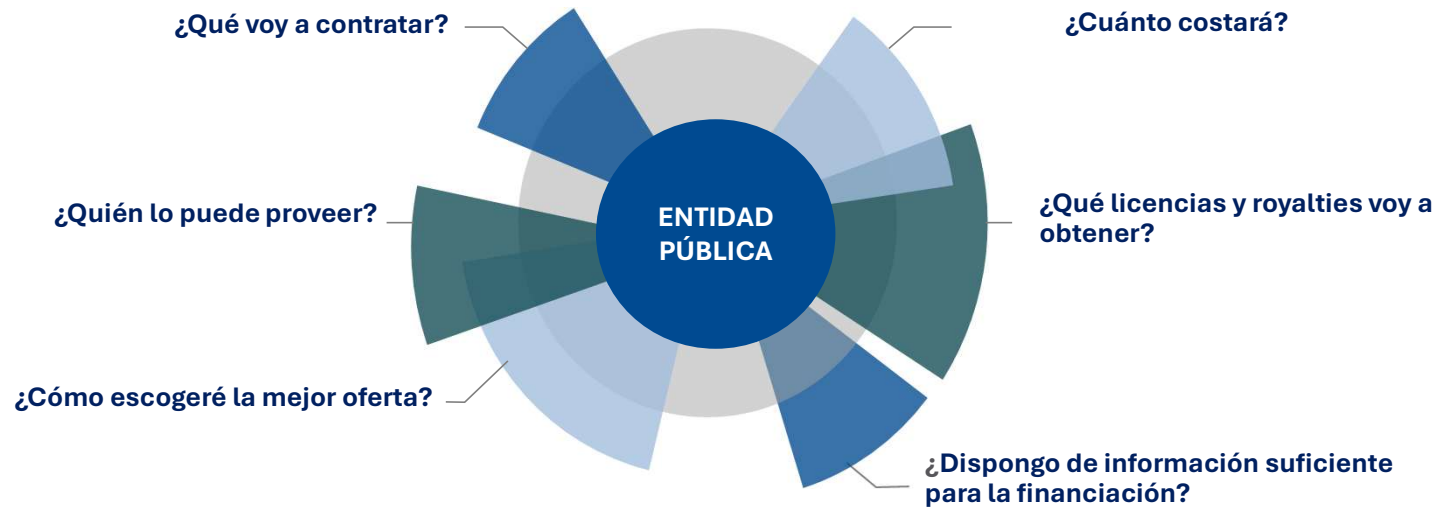 ¿Qué voy a contratar?
¿Cuánto costará?
¿Quién lo puede proveer?
ENTIDAD
PÚBLICA
¿Qué licencias y royalties voy a
obtener?
¿Cómo escogeré la mejor oferta?
¿Dispongo de información suficiente
para la financiación?